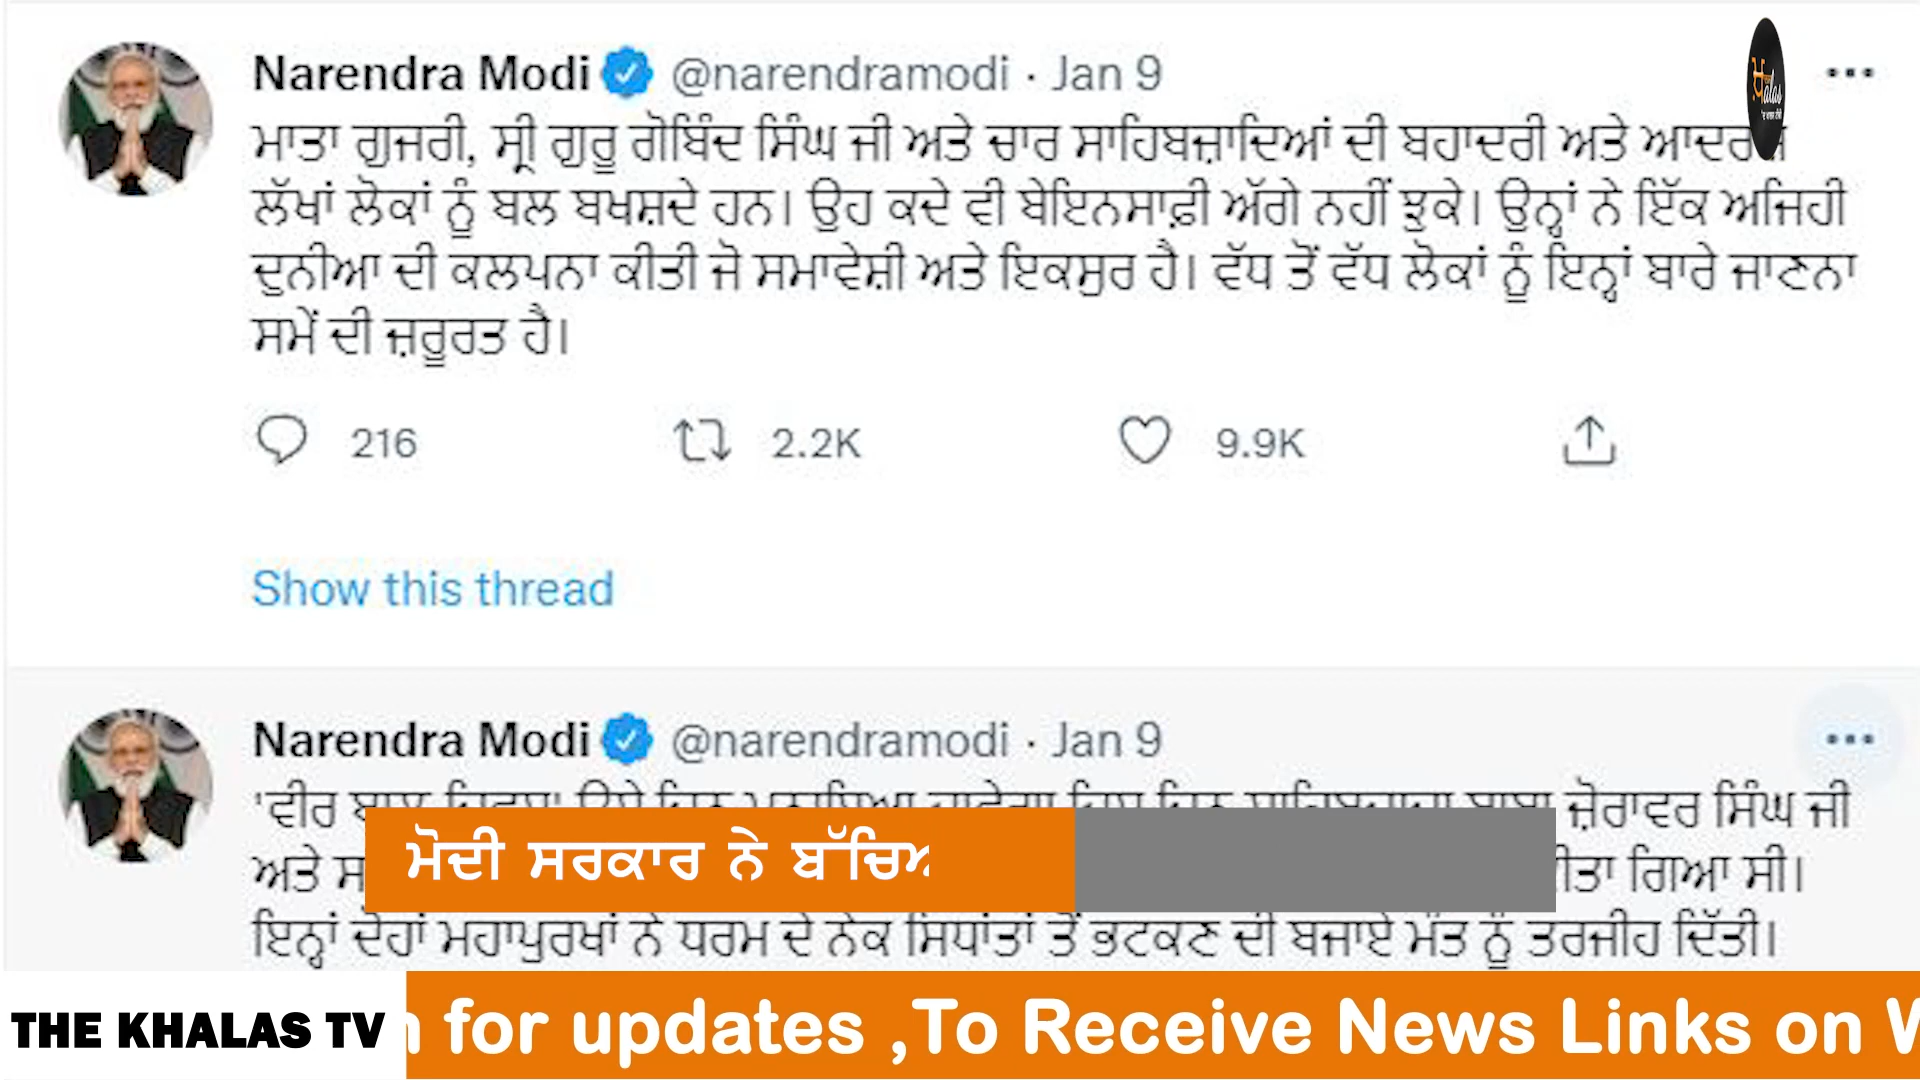 Narendra Modi @narendramodi · Jan 9
ਮਾਤਾ ਗੁਜਰੀ, ਸ੍ਰੀ ਗੁਰੂ ਗੋਬਿੰਦ ਸਿੰਘ ਜੀ ਅਤੇ ਚਾਰ ਸਾਹਿਬਜ਼ਾਦਿਆਂ ਦੀ ਬਹਾਦਰੀ ਅਤੇ
ਲੱਖਾਂ ਲੋਕਾਂ ਨੂੰ ਬਲ ਬਖਸ਼ਦੇ ਹਨ। ਉਹ ਕਦੇ ਵੀ ਬੇਇਨਸਾਫ਼ੀ ਅੱਗੇ ਨਹੀਂ ਝੁਕੇ। ਉਨ੍ਹਾਂ ਨੇ ਇੱਕ ਅਜਿਹੀ
ਦੁਨੀਆ ਦੀ ਕਲਪਨਾ ਕੀਤੀ ਜੋ ਸਮਾਵੇਸ਼ੀ ਅਤੇ ਇਕਸੁਰ ਹੈ। ਵੱਧ ਤੋਂ ਵੱਧ ਲੋਕਾਂ ਨੂੰ ਇਨ੍ਹਾਂ ਬਾਰੇ ਜਾਣਨਾ
ਸਮੇਂ ਦੀ ਜ਼ਰੂਰਤ ਹੈ।
216 2.2K 9.9K
Show this thread
Narendra Modi @narendramodi · Jan 9
'ਵੀਰ ਜ਼ੋਰਾਵਰ ਸਿੰਘ ਜੀ
ਅਤੇ ਗਿਆ ਸੀ।
ਮੋਦੀ ਸਰਕਾਰ ਨੇ
ਇਨ੍ਹਾਂ ਦੋਹਾਂ ਮਹਾਪੁਰਖਾਂ ਨੇ ਧਰਮ ਦੇ ਨੇਕ ਸਿਧਾਂਤਾਂ ਤੋਂ ਭਟਕਣ ਦੀ ਬਜਾਏ ਮੌਤ ਨੂੰ ਤਰਜੀਹ ਦਿੱਤੀ।
THE KHALAS TV for updates ,To Receive News Links on